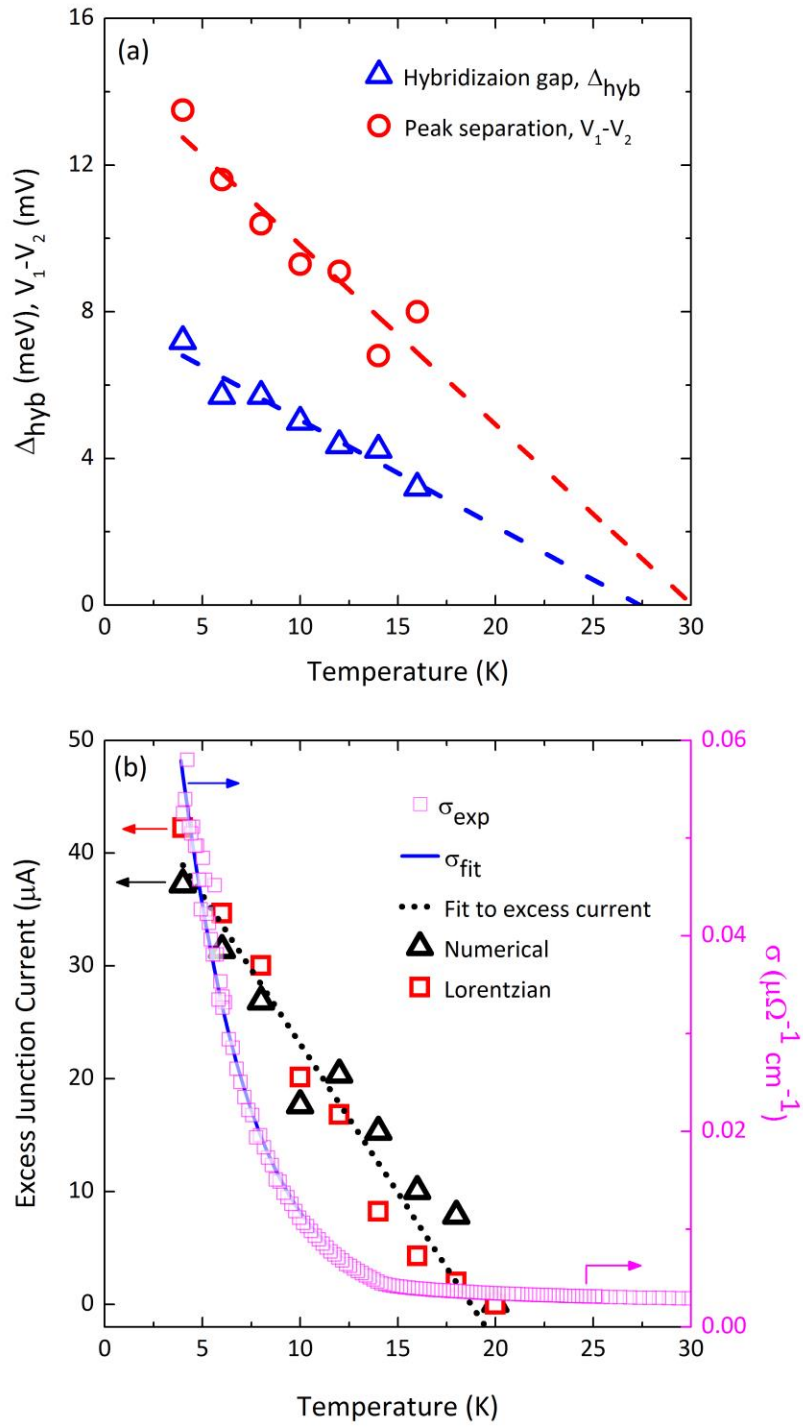 16
12
8
4
0
(a)
Hybridizaion gap, Δhyb
Peak separation, V₁-V₂
Δhyb (meV), V₁-V₂ (mV)
0 5 10 15 20 25 30
Temperature (K)
50
40
30
20
10
0
(b)
σexp
σfit
Fit to excess current
Numerical
Lorentzian
Excess Junction Current (μA)
0.06
0.04
0.02
0.00
σ (μΩ⁻¹ cm⁻¹)
0 5 10 15 20 25 30
Temperature (K)